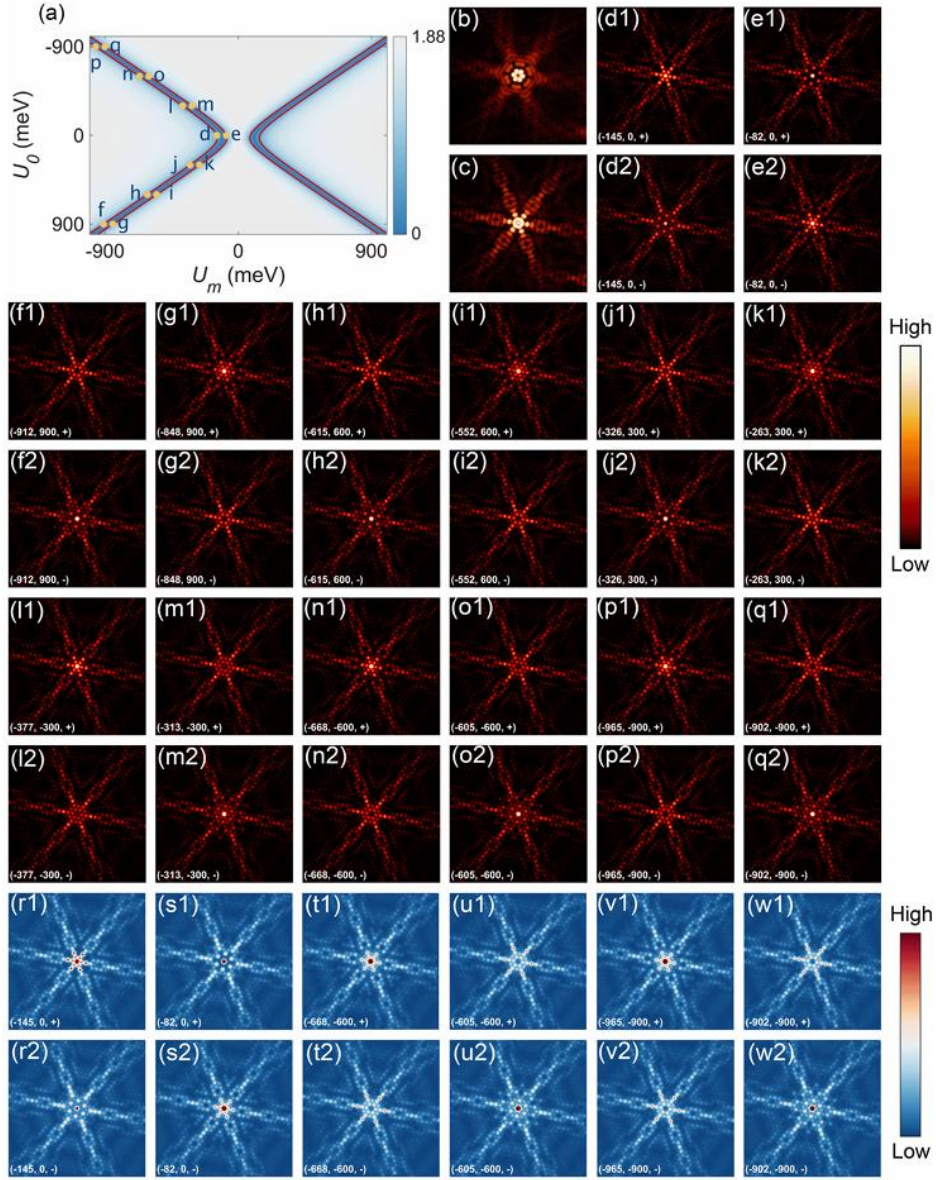 (a)
-900
0
900
U0 (meV)
p q
n o
l m
d e
j k
h i
f g
-900 0 900
Um (meV)
1.88
0
(b) (d1) (e1)
(-145, 0, +) (-82, 0, +)
(c) (d2) (e2)
(-145, 0, -) (-82, 0, -)
(f1) (g1) (h1) (i1) (j1) (k1)
(-912, 900, +) (-848, 900, +) (-615, 600, +) (-552, 600, +) (-326, 300, +) (-263, 300, +)
High
(f2) (g2) (h2) (i2) (j2) (k2)
(-912, 900, -) (-848, 900, -) (-615, 600, -) (-552, 600, -) (-326, 300, -) (-263, 300, -)
Low
(l1) (m1) (n1) (o1) (p1) (q1)
(-377, -300, +) (-313, -300, +) (-668, -600, +) (-605, -600, +) (-965, -900, +) (-902, -900, +)
(l2) (m2) (n2) (o2) (p2) (q2)
(-377, -300, -) (-313, -300, -) (-668, -600, -) (-605, -600, -) (-965, -900, -) (-902, -900, -)
(r1) (s1) (t1) (u1) (v1) (w1)
(-145, 0, +) (-82, 0, +) (-668, -600, +) (-605, -600, +) (-965, -900, +) (-902, -900, +)
High
(r2) (s2) (t2) (u2) (v2) (w2)
(-145, 0, -) (-82, 0, -) (-668, -600, -) (-605, -600, -) (-965, -900, -) (-902, -900, -)
Low